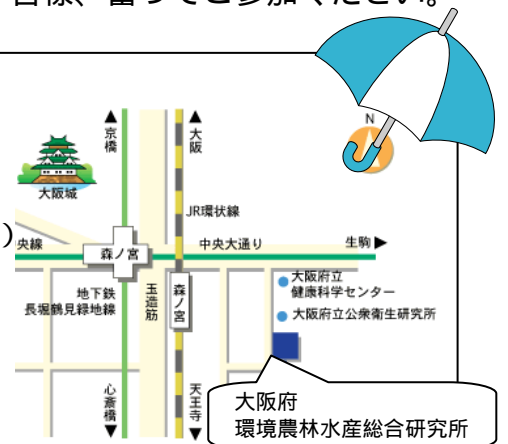 皆様、奮ってご参加ください。
N
▲
京橋
▲
大阪
大阪城
JR環状線
)
央線
森ノ宮
中央大通り
生駒▶
地下鉄
長堀鶴見緑地線
玉造筋
森ノ宮
大阪府立
健康科学センター
大阪府立公衆衛生研究所
心斎橋
▼
天王寺
▼
大阪府
環境農林水産総合研究所